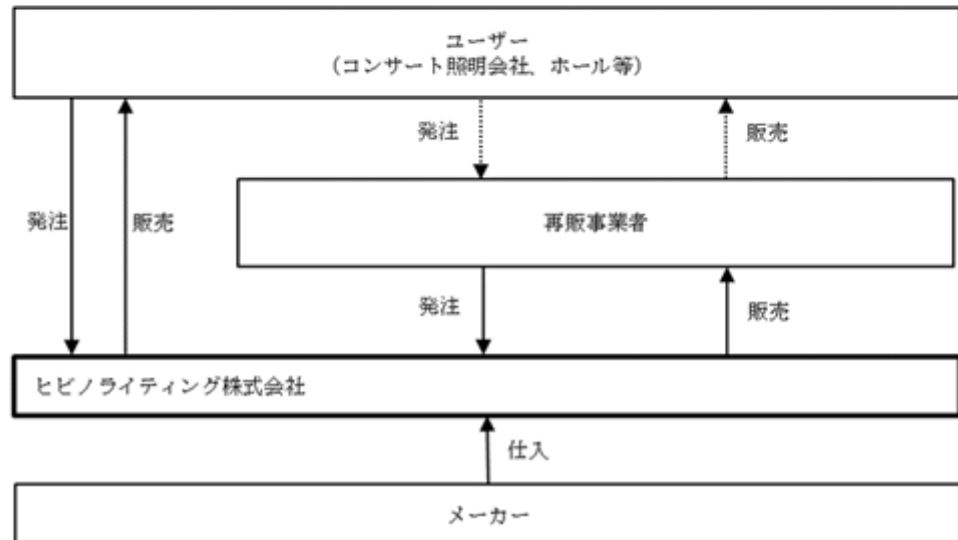 ユーザー
（コンサート照明会社、ホール等）
発注
販売
発注
販売
再販事業者
発注
販売
ヒビノライティング株式会社
仕入
メーカー